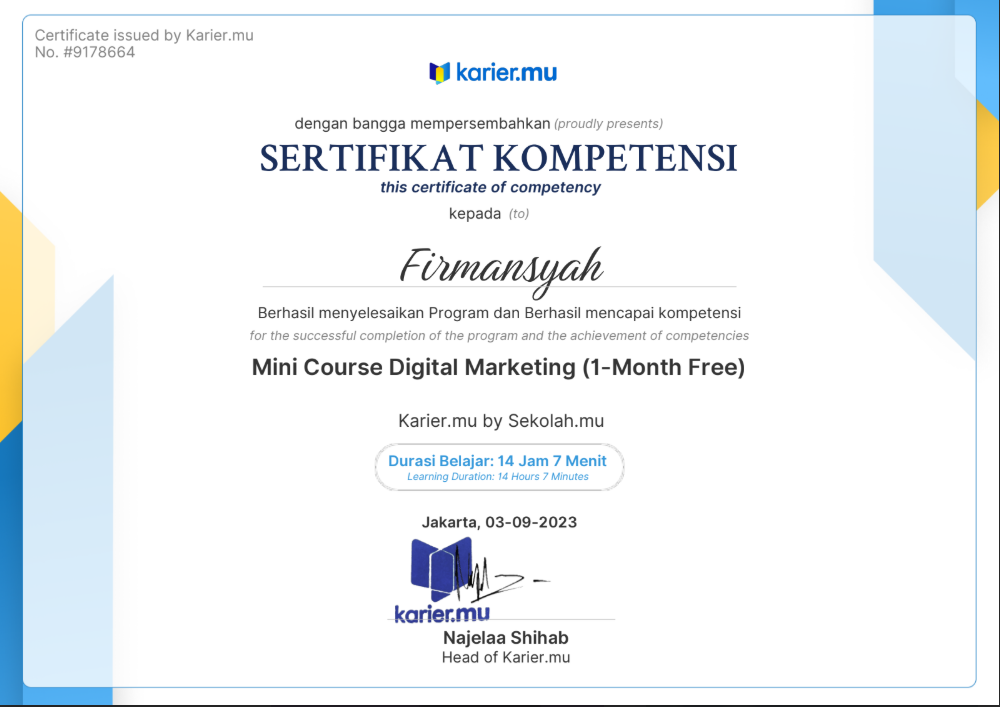 Certificate issued by Karier.mu
No. #9178664
karier.mu
dengan bangga mempersembahkan (proudly presents)
SERTIFIKAT KOMPETENSI
this certificate of competency
kepada (to)
Firmansyah
Berhasil menyelesaikan Program dan Berhasil mencapai kompetensi
for the successful completion of the program and the achievement of competencies
Mini Course Digital Marketing (1-Month Free)
Karier.mu by Sekolah.mu
Durasi Belajar: 14 Jam 7 Menit
Learning Duration: 14 Hours 7 Minutes
Jakarta, 03-09-2023
karier.mu
Najelaa Shihab
Head of Karier.mu